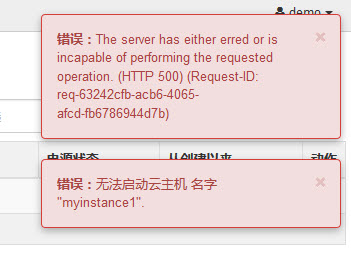 demo
错误：The server has either erred or is
incapable of performing the requested
operation. (HTTP 500) (Request-ID:
req-63242cfb-acb6-4065-
afcd-fb6786944d7b)
电源状态 从创建以来 动作
错误：无法启动云主机 名字
"myinstance1".